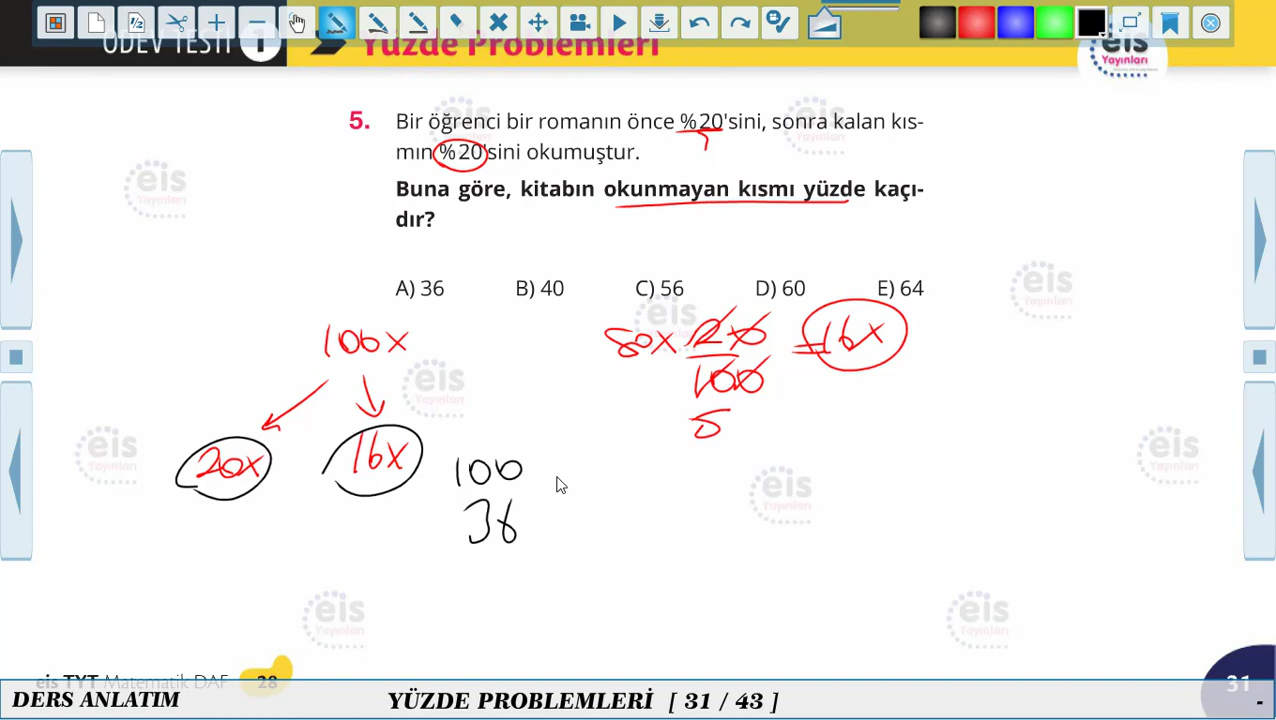 ÖDEV TESTİ 1 Yüzde Problemleri
eis
Yayınları
5. Bir öğrenci bir romanın önce %20'sini, sonra kalan kıs-
mın %20'sini okumuştur.
Buna göre, kitabın okunmayan kısmı yüzde kaçı-
dır?
A) 36 B) 40 C) 56 D) 60 E) 64
100x
80x 20/100 = 16x
5
20x 16x
100
36
eis TYT Matematik DAF 28
31
DERS ANLATIM YÜZDE PROBLEMLERİ [ 31 / 43 ] -